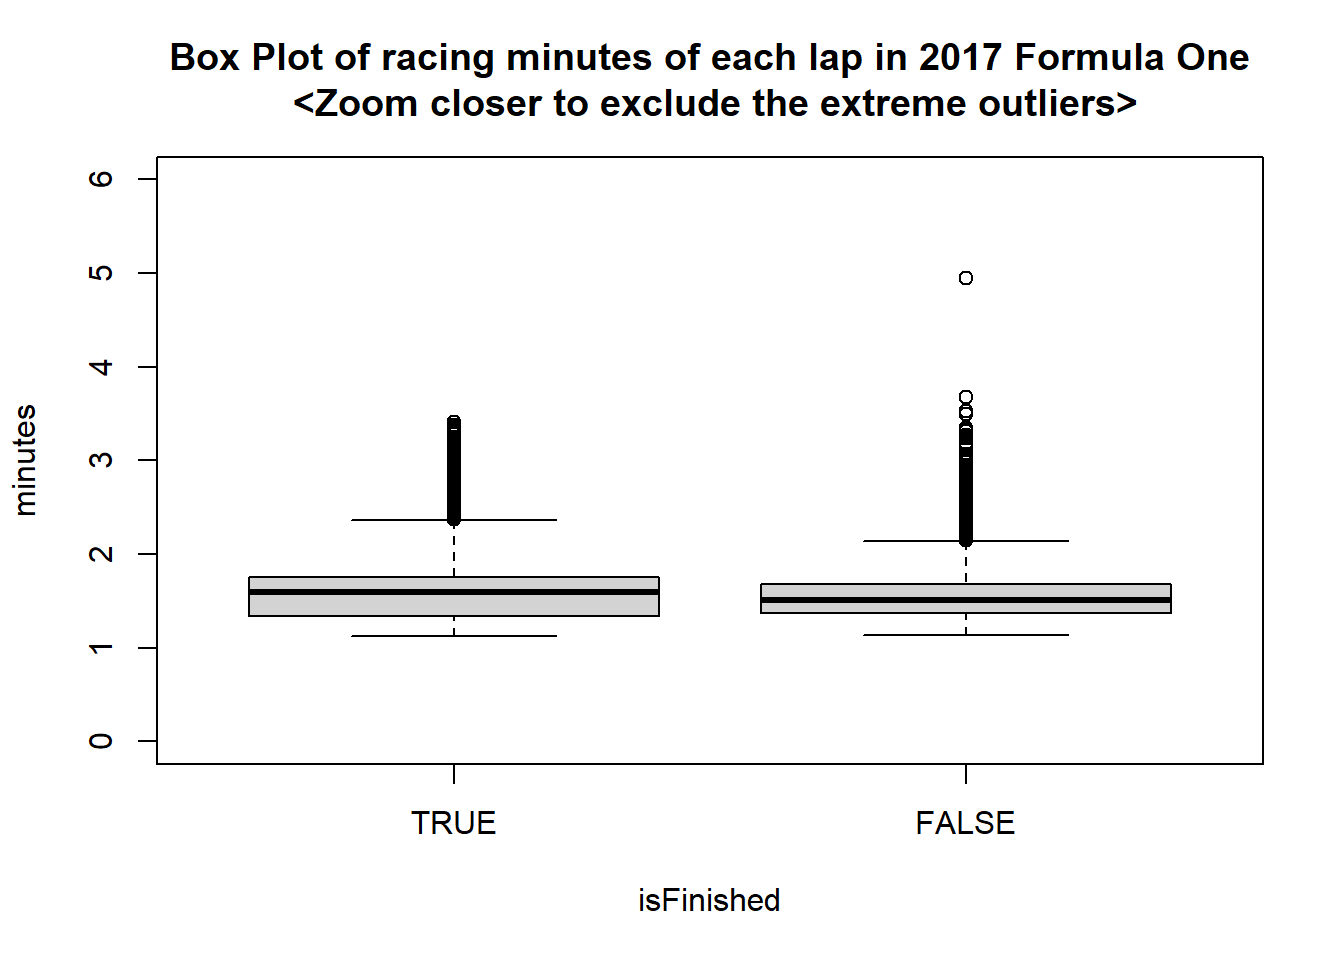 Box Plot of racing minutes of each lap in 2017 Formula One
<Zoom closer to exclude the extreme outliers>
6
5
4
3
2
1
0
minutes
TRUE
FALSE
isFinished